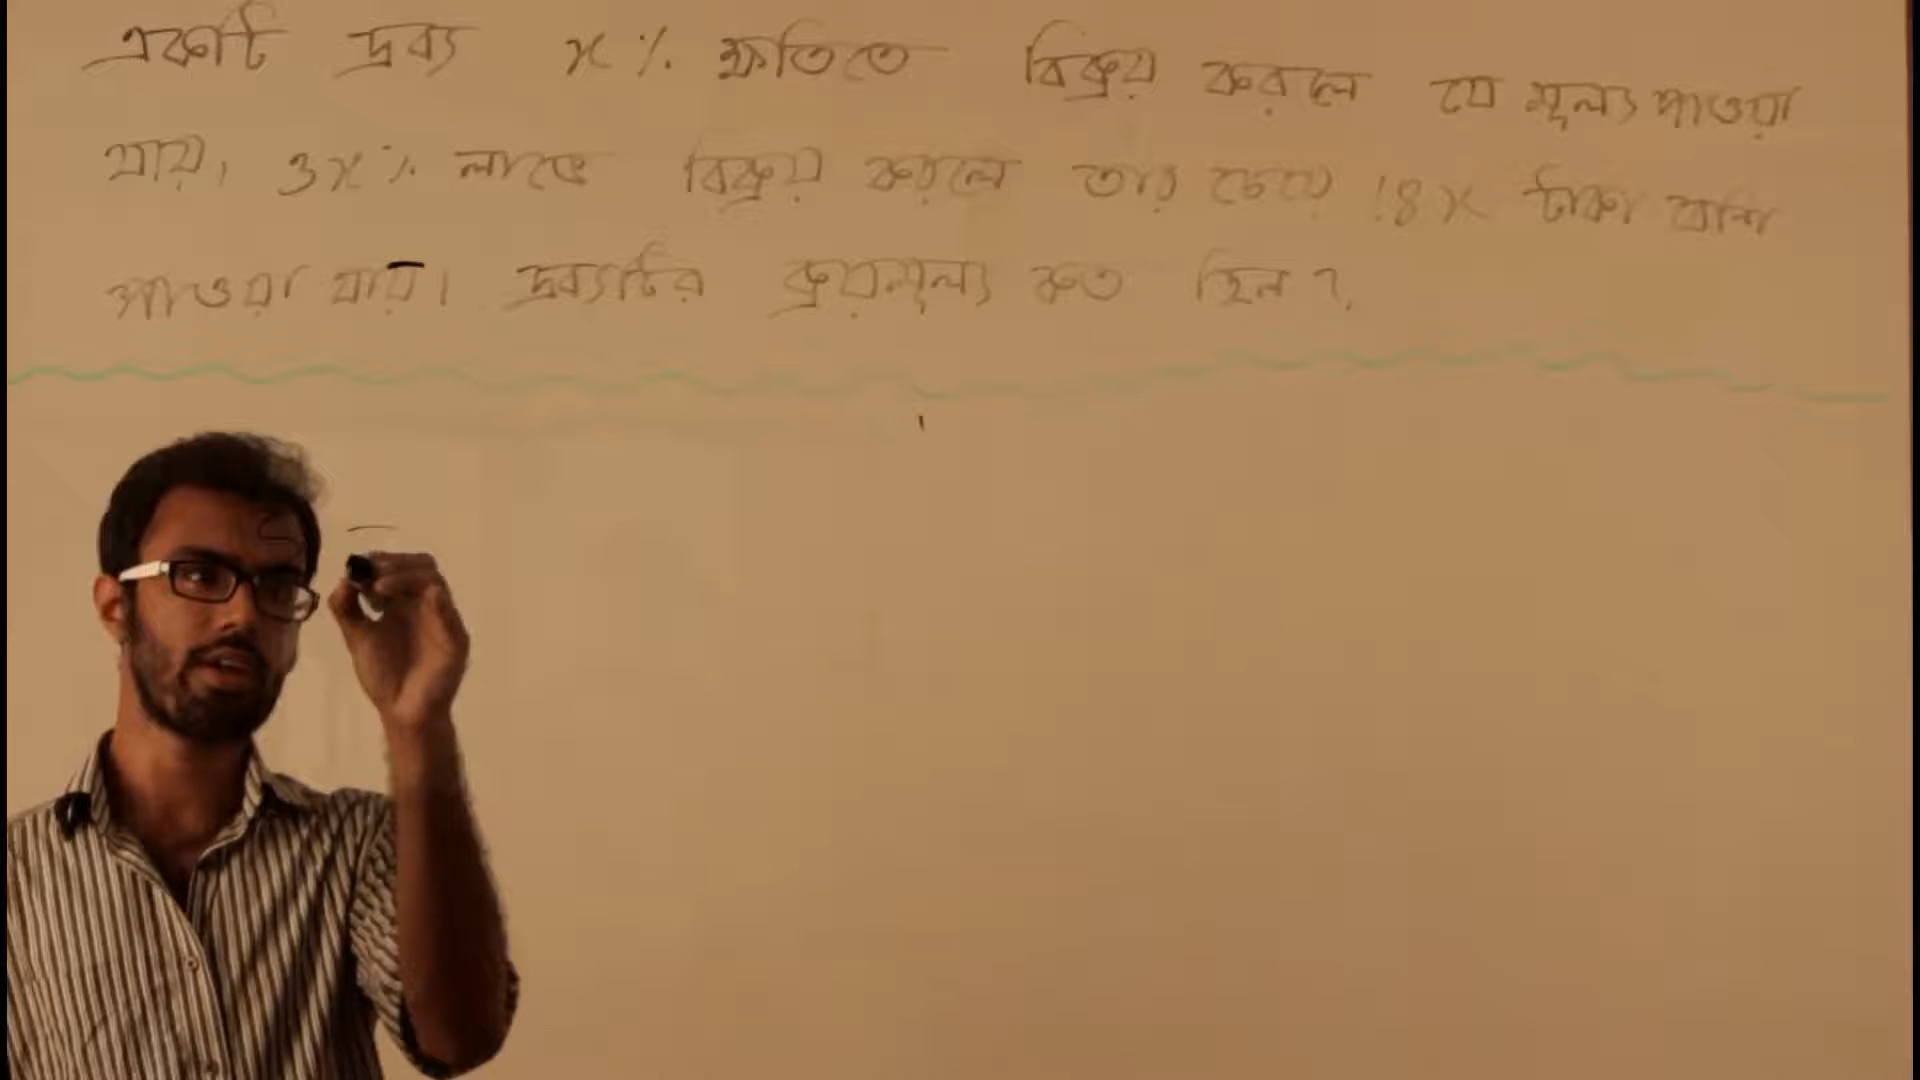 একটি দ্রব্য x% ক্ষতিতে বিক্রয় করলে যে মূল্য পাওয়া
যায়, 3x% লাভে বিক্রয় করলে তার চেয়ে 18x টাকা বেশি
পাওয়া যায়। দ্রব্যটির ক্রয়মূল্য কত ছিল?